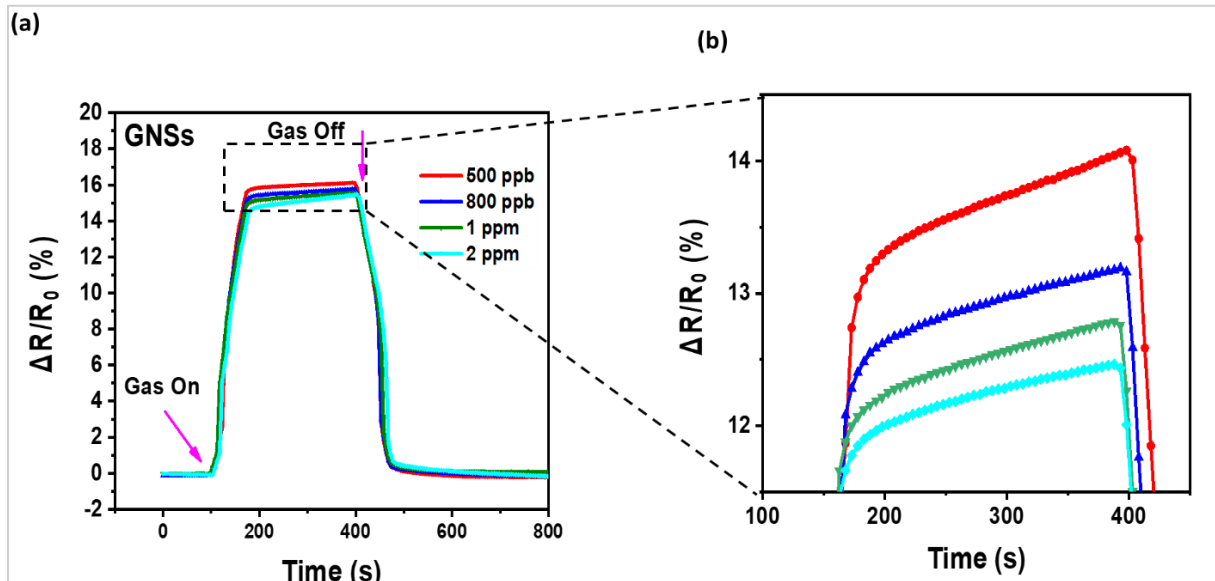 (a)
GNSs
Gas Off
Gas On
500 ppb
800 ppb
1 ppm
2 ppm
ΔR/R₀ (%)
20
18
16
14
12
10
8
6
4
2
0
-2
0 200 400 600 800
Time (s)
(b)
ΔR/R₀ (%)
14
13
12
100 200 300 400
Time (s)